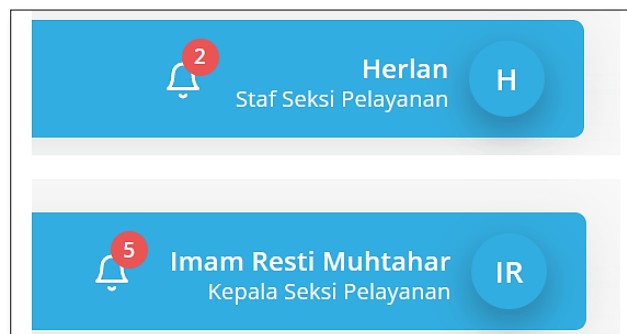 2
Herlan
Staf Seksi Pelayanan
H
5
Imam Resti Muhtahar
Kepala Seksi Pelayanan
IR